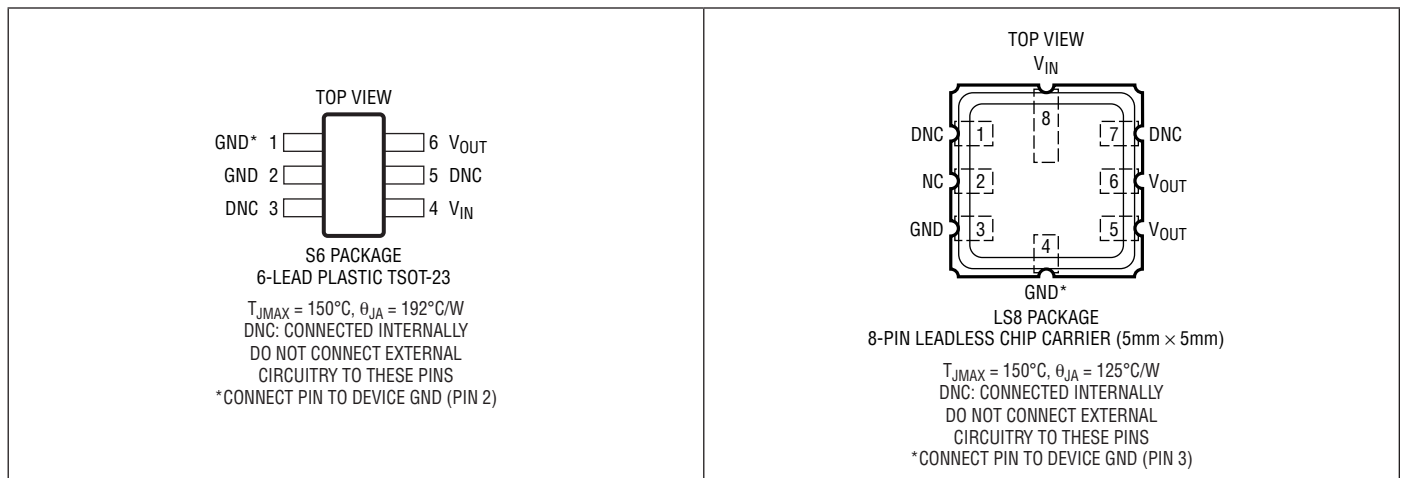 TOP VIEW
GND* 1
6 VOUT
GND 2
5 DNC
DNC 3
4 VIN
S6 PACKAGE
6-LEAD PLASTIC TSOT-23
TJMAX = 150°C, θJA = 192°C/W
DNC: CONNECTED INTERNALLY
DO NOT CONNECT EXTERNAL
CIRCUITRY TO THESE PINS
*CONNECT PIN TO DEVICE GND (PIN 2)
TOP VIEW
VIN
8
DNC 1
7 DNC
NC 2
6 VOUT
GND 3
5 VOUT
4
GND*
LS8 PACKAGE
8-PIN LEADLESS CHIP CARRIER (5mm × 5mm)
TJMAX = 150°C, θJA = 125°C/W
DNC: CONNECTED INTERNALLY
DO NOT CONNECT EXTERNAL
CIRCUITRY TO THESE PINS
*CONNECT PIN TO DEVICE GND (PIN 3)